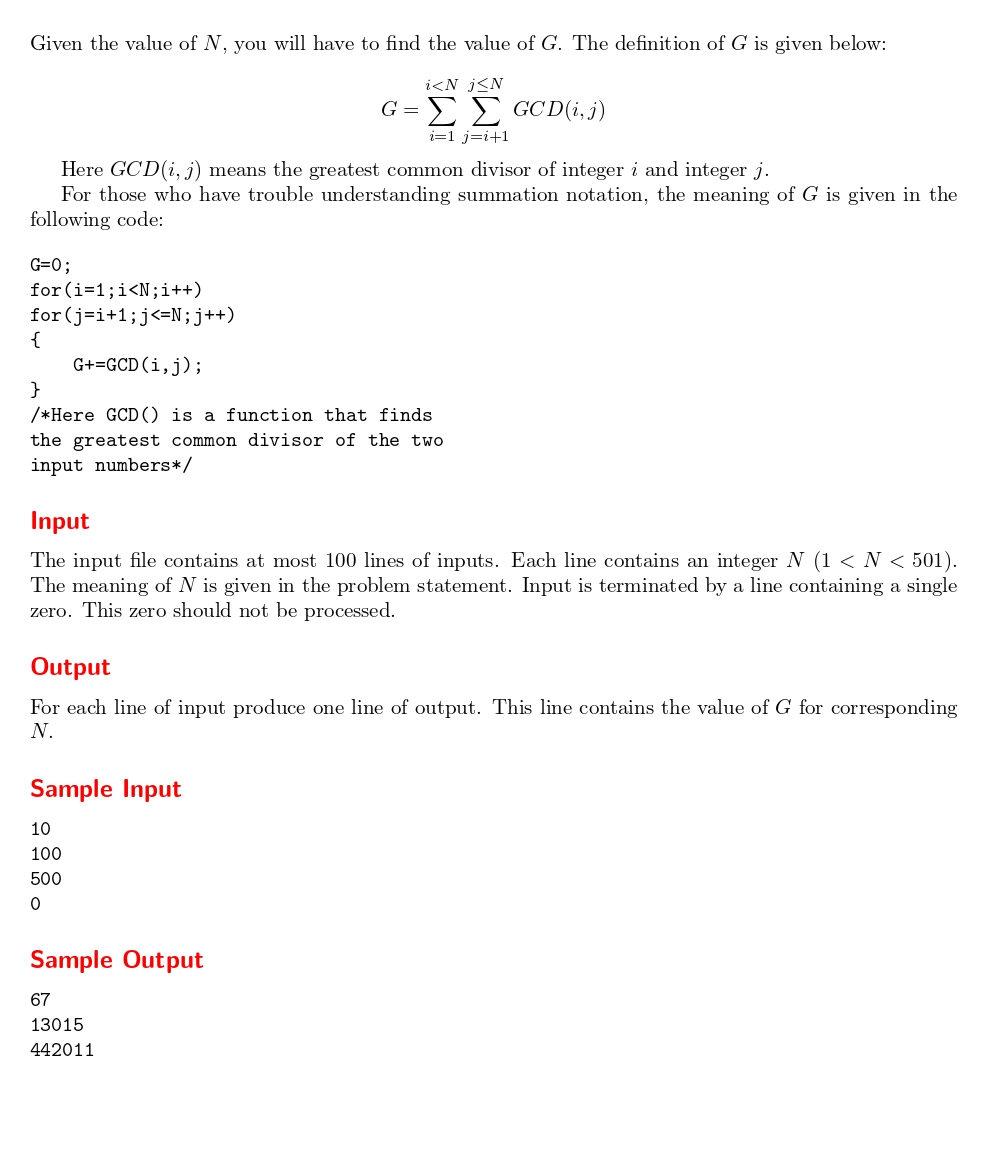 Given the value of N, you will have to find the value of G. The definition of G is given below:
i<N j≤N
G = ∑ ∑ GCD(i, j)
i=1 j=i+1
Here GCD(i, j) means the greatest common divisor of integer i and integer j.
For those who have trouble understanding summation notation, the meaning of G is given in the
following code:
G=0;
for(i=1;i<N;i++)
for(j=i+1;j<=N;j++)
{
    G+=GCD(i,j);
}
/*Here GCD() is a function that finds
the greatest common divisor of the two
input numbers*/
Input
The input file contains at most 100 lines of inputs. Each line contains an integer N (1 < N < 501).
The meaning of N is given in the problem statement. Input is terminated by a line containing a single
zero. This zero should not be processed.
Output
For each line of input produce one line of output. This line contains the value of G for corresponding
N.
Sample Input
10
100
500
0
Sample Output
67
13015
442011